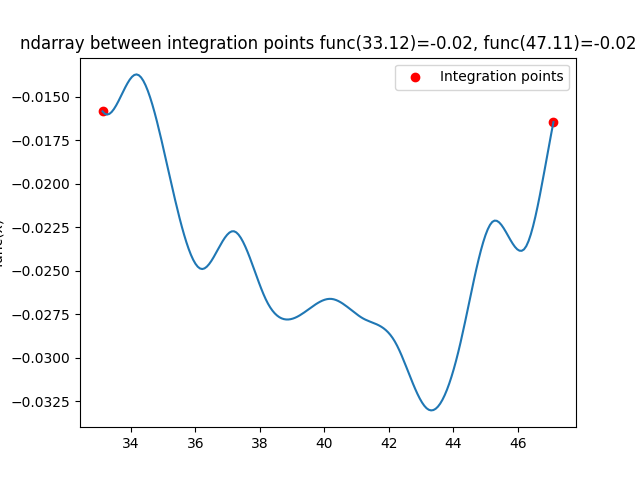 ndarray between integration points func(33.12)=-0.02, func(47.11)=-0.02
Integration points
−0.0150
−0.0175
−0.0200
−0.0225
−0.0250
−0.0275
−0.0300
−0.0325
34 36 38 40 42 44 46